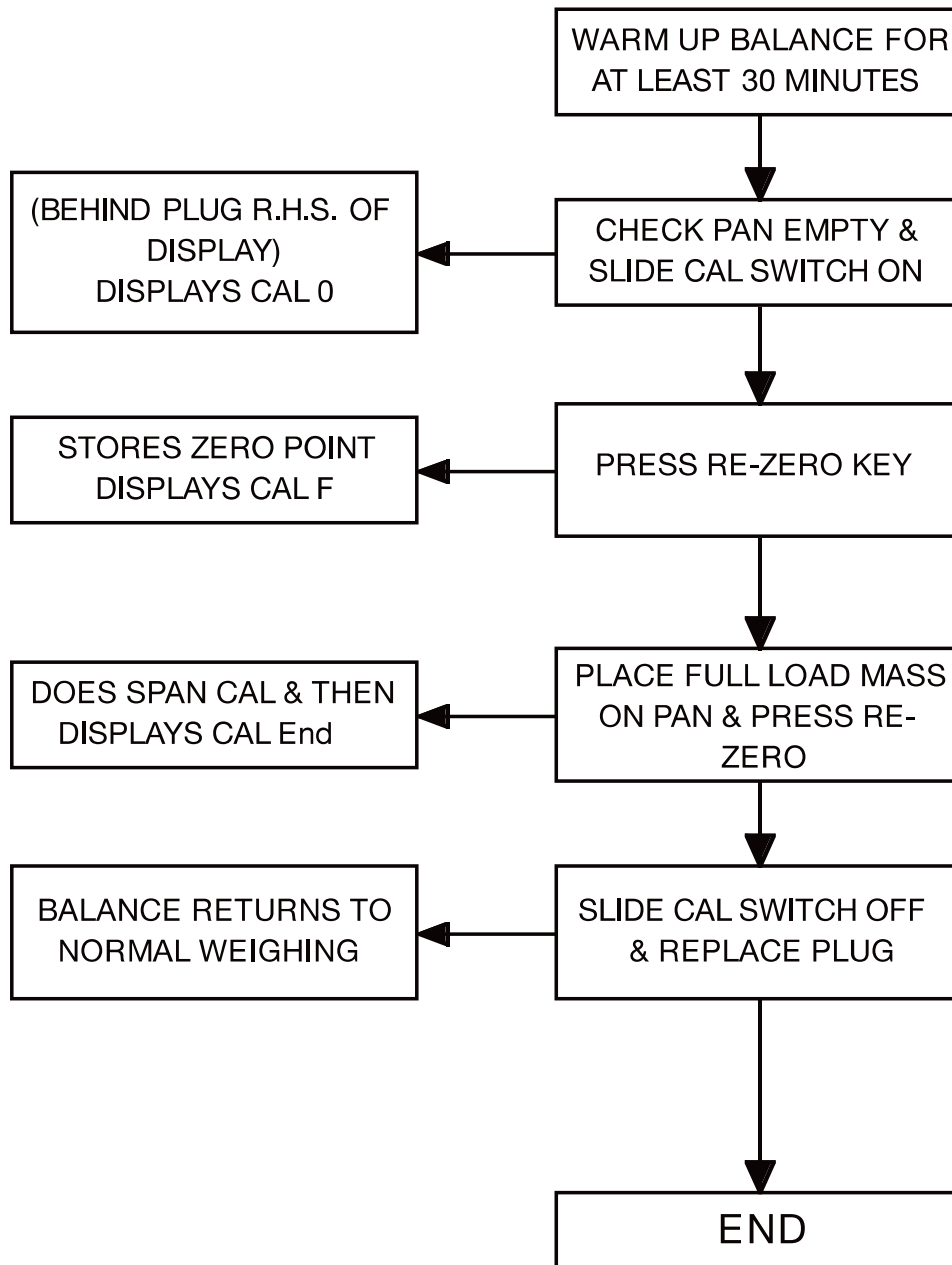 WARM UP BALANCE FOR
AT LEAST 30 MINUTES
(BEHIND PLUG R.H.S. OF
DISPLAY)
DISPLAYS CAL 0
CHECK PAN EMPTY &
SLIDE CAL SWITCH ON
STORES ZERO POINT
DISPLAYS CAL F
PRESS RE-ZERO KEY
DOES SPAN CAL & THEN
DISPLAYS CAL End
PLACE FULL LOAD MASS
ON PAN & PRESS RE-
ZERO
BALANCE RETURNS TO
NORMAL WEIGHING
SLIDE CAL SWITCH OFF
& REPLACE PLUG
END